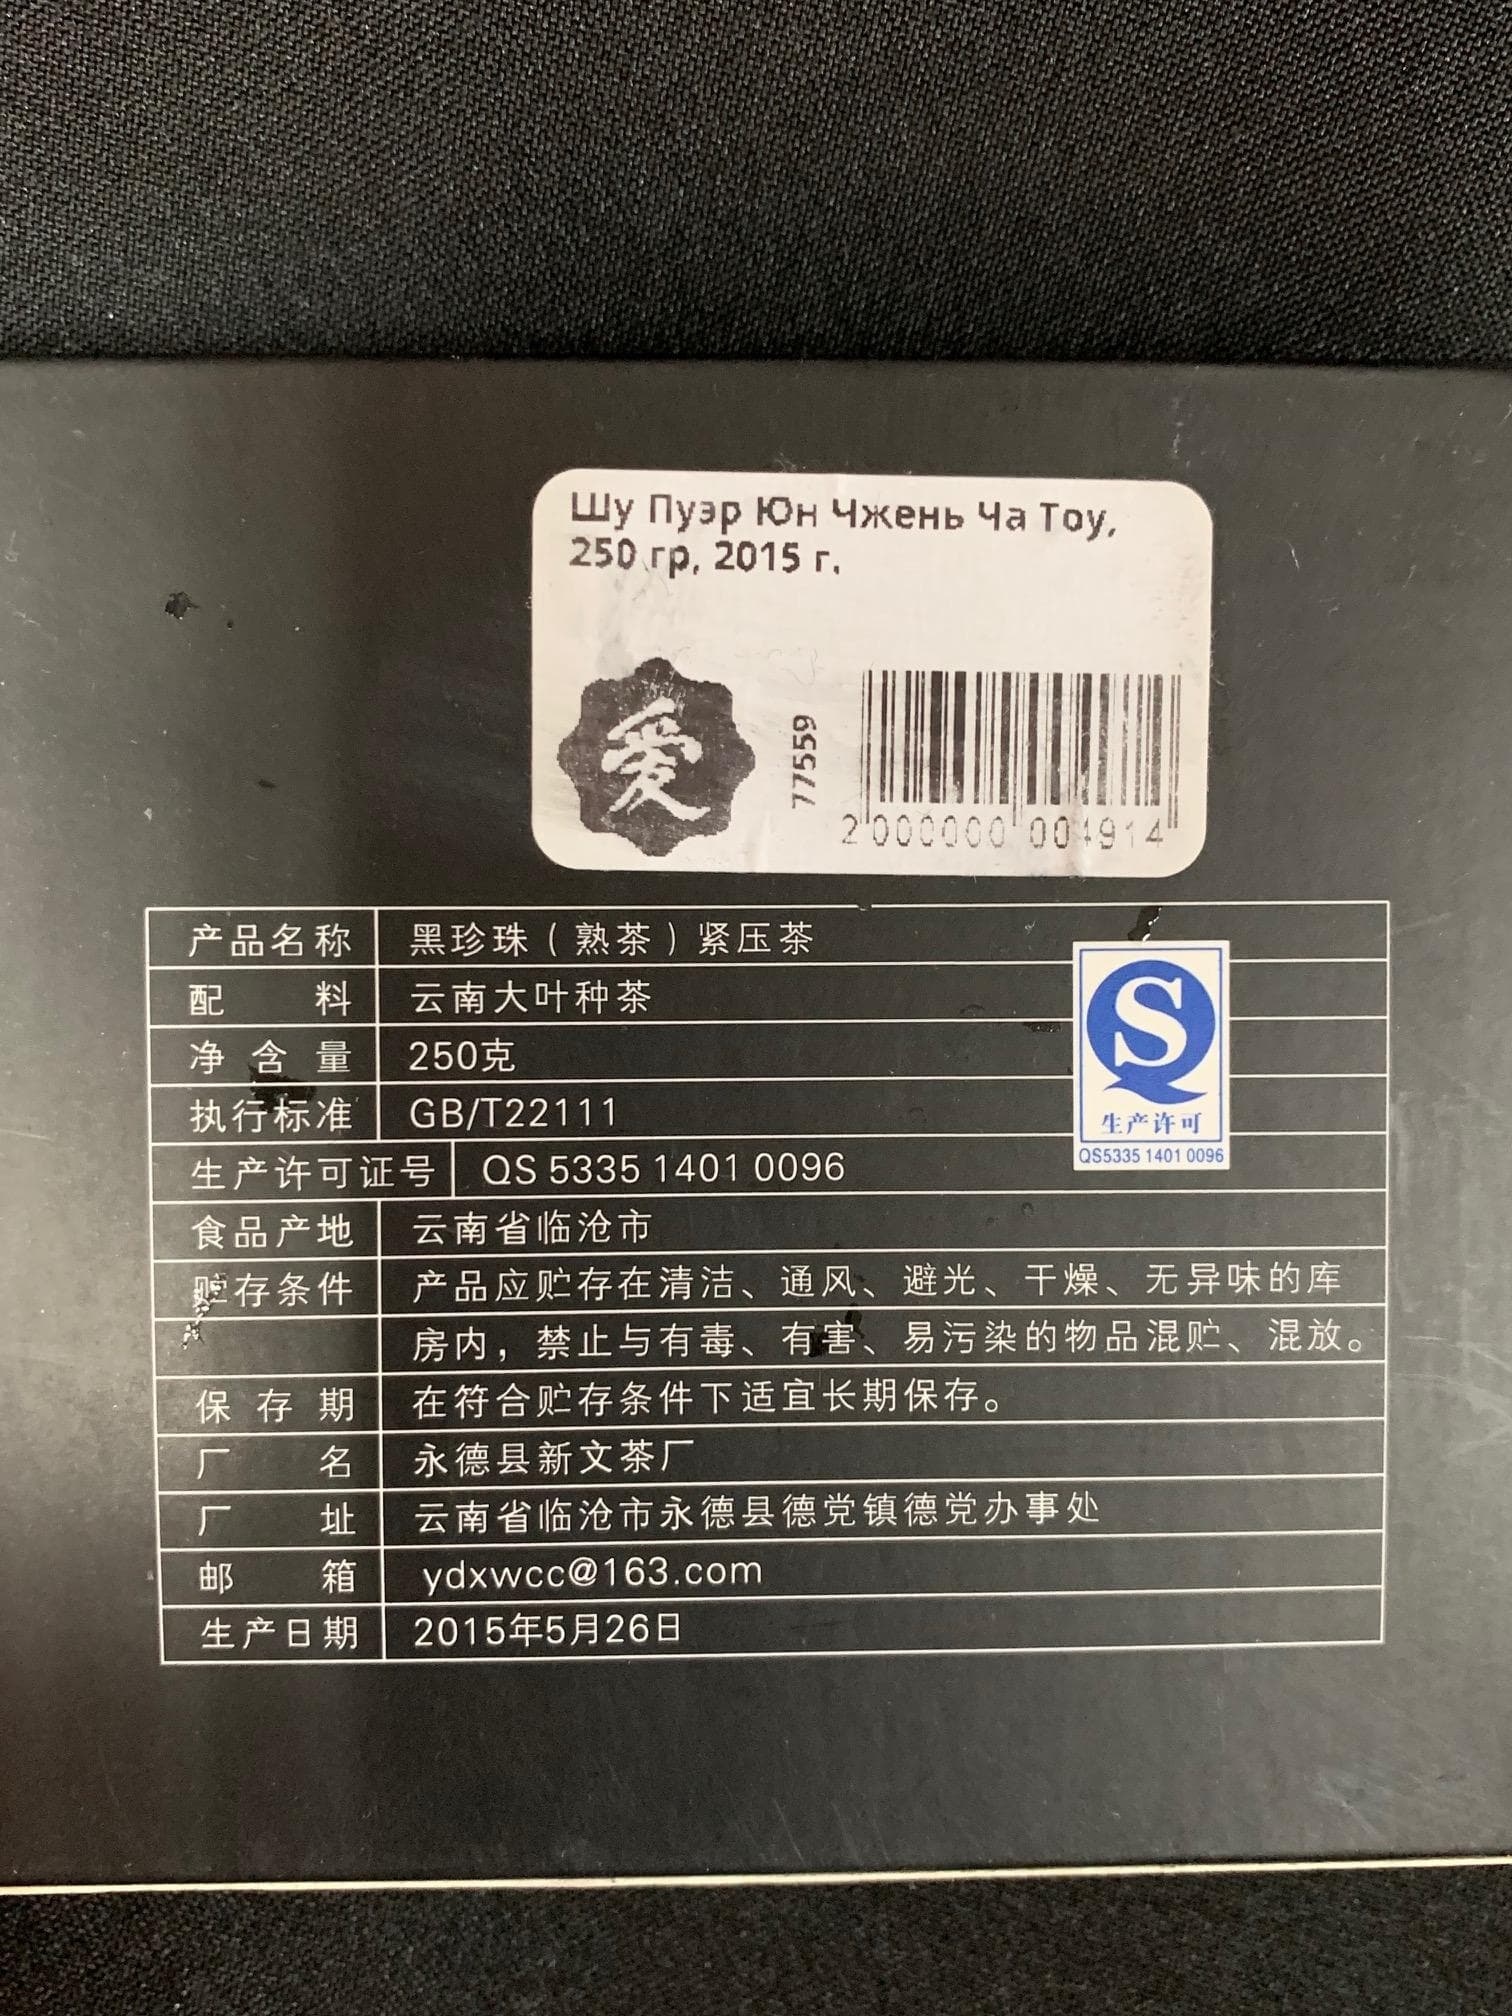 Шу Пуэр Юн Чжень Ча Тоу,
250 гр, 2015 г.
爱
77559
2 000000 004914
产品名称 黑珍珠（熟茶）紧压茶
配料 云南大叶种茶
净含量 250克
执行标准 GB/T22111
生产许可证号 QS 5335 1401 0096
S
生产许可
QS5335 1401 0096
食品产地 云南省临沧市
贮存条件 产品应贮存在清洁、通风、避光、干燥、无异味的库
房内，禁止与有毒、有害、易污染的物品混贮、混放。
保存期 在符合贮存条件下适宜长期保存。
厂名 永德县新文茶厂
厂址 云南省临沧市永德县德党镇德党办事处
邮箱 ydxwcc@163.com
生产日期 2015年5月26日